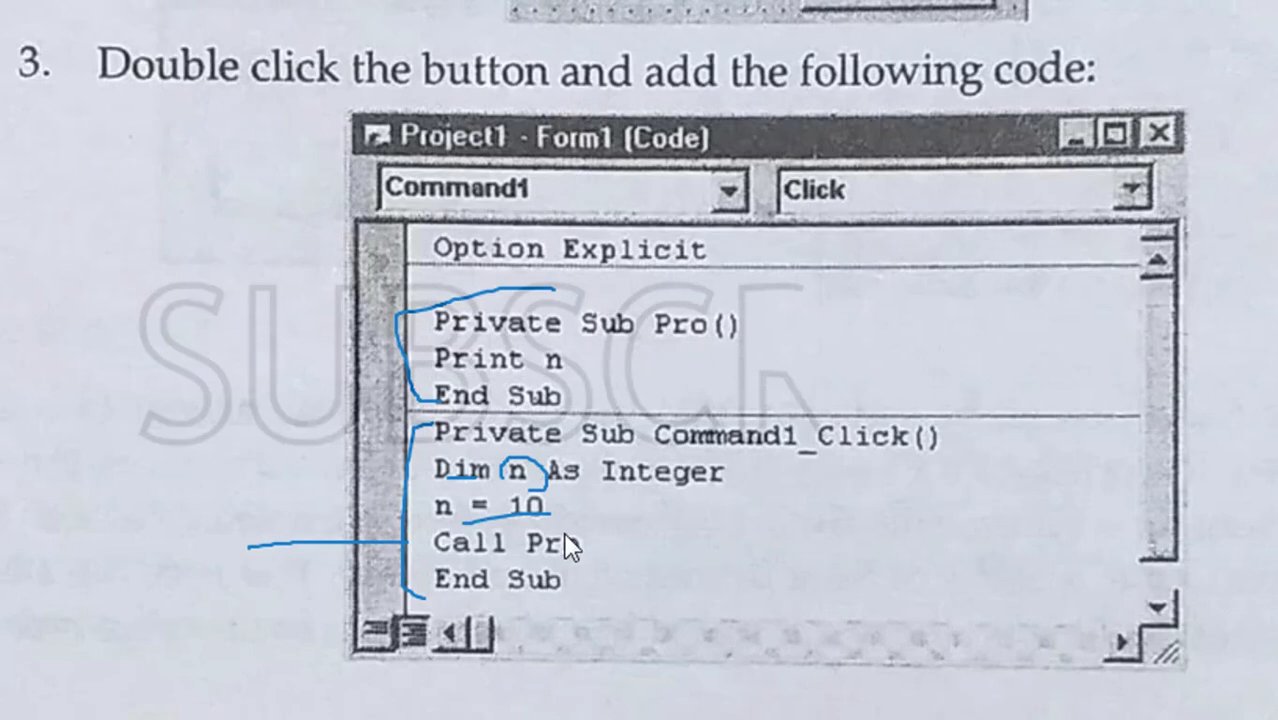 3. Double click the button and add the following code:
Project1 - Form1 (Code)
Command1 Click
Option Explicit
Private Sub Pro()
Print n
End Sub
Private Sub Command1_Click()
Dim n As Integer
n = 10
Call
End Sub